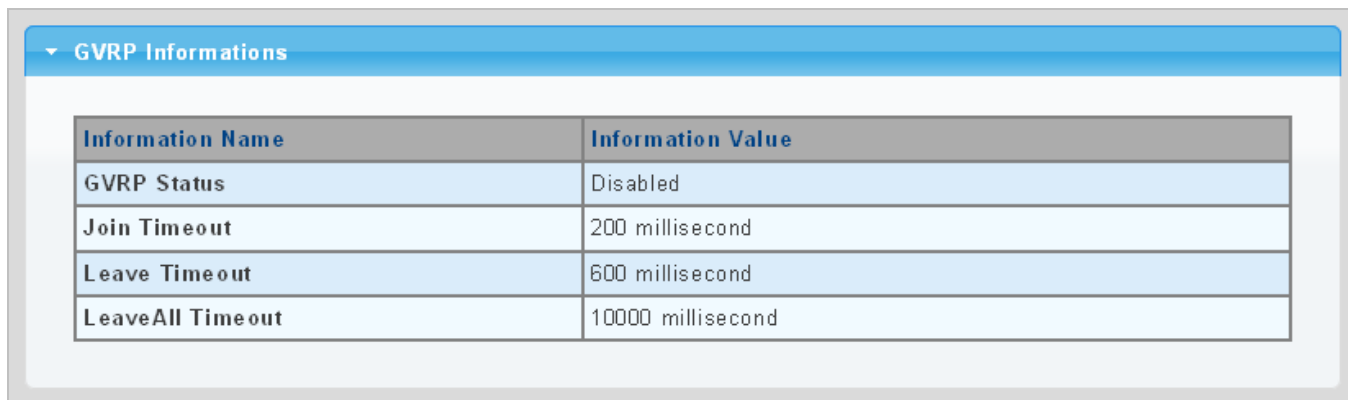 GVRP Informations
Information Name Information Value
GVRP Status Disabled
Join Timeout 200 millisecond
Leave Timeout 600 millisecond
LeaveAll Timeout 10000 millisecond